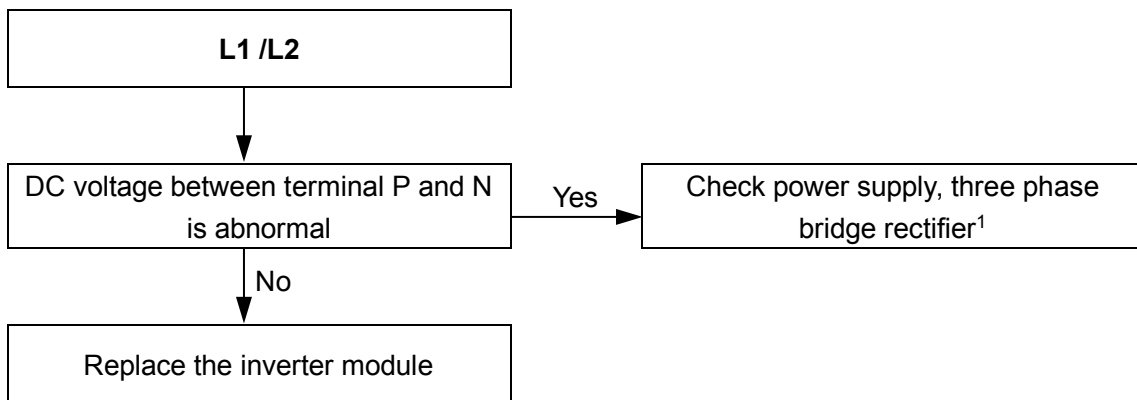 L1 /L2
DC voltage between terminal P and N
is abnormal
Yes
Check power supply, three phase
bridge rectifier¹
No
Replace the inverter module